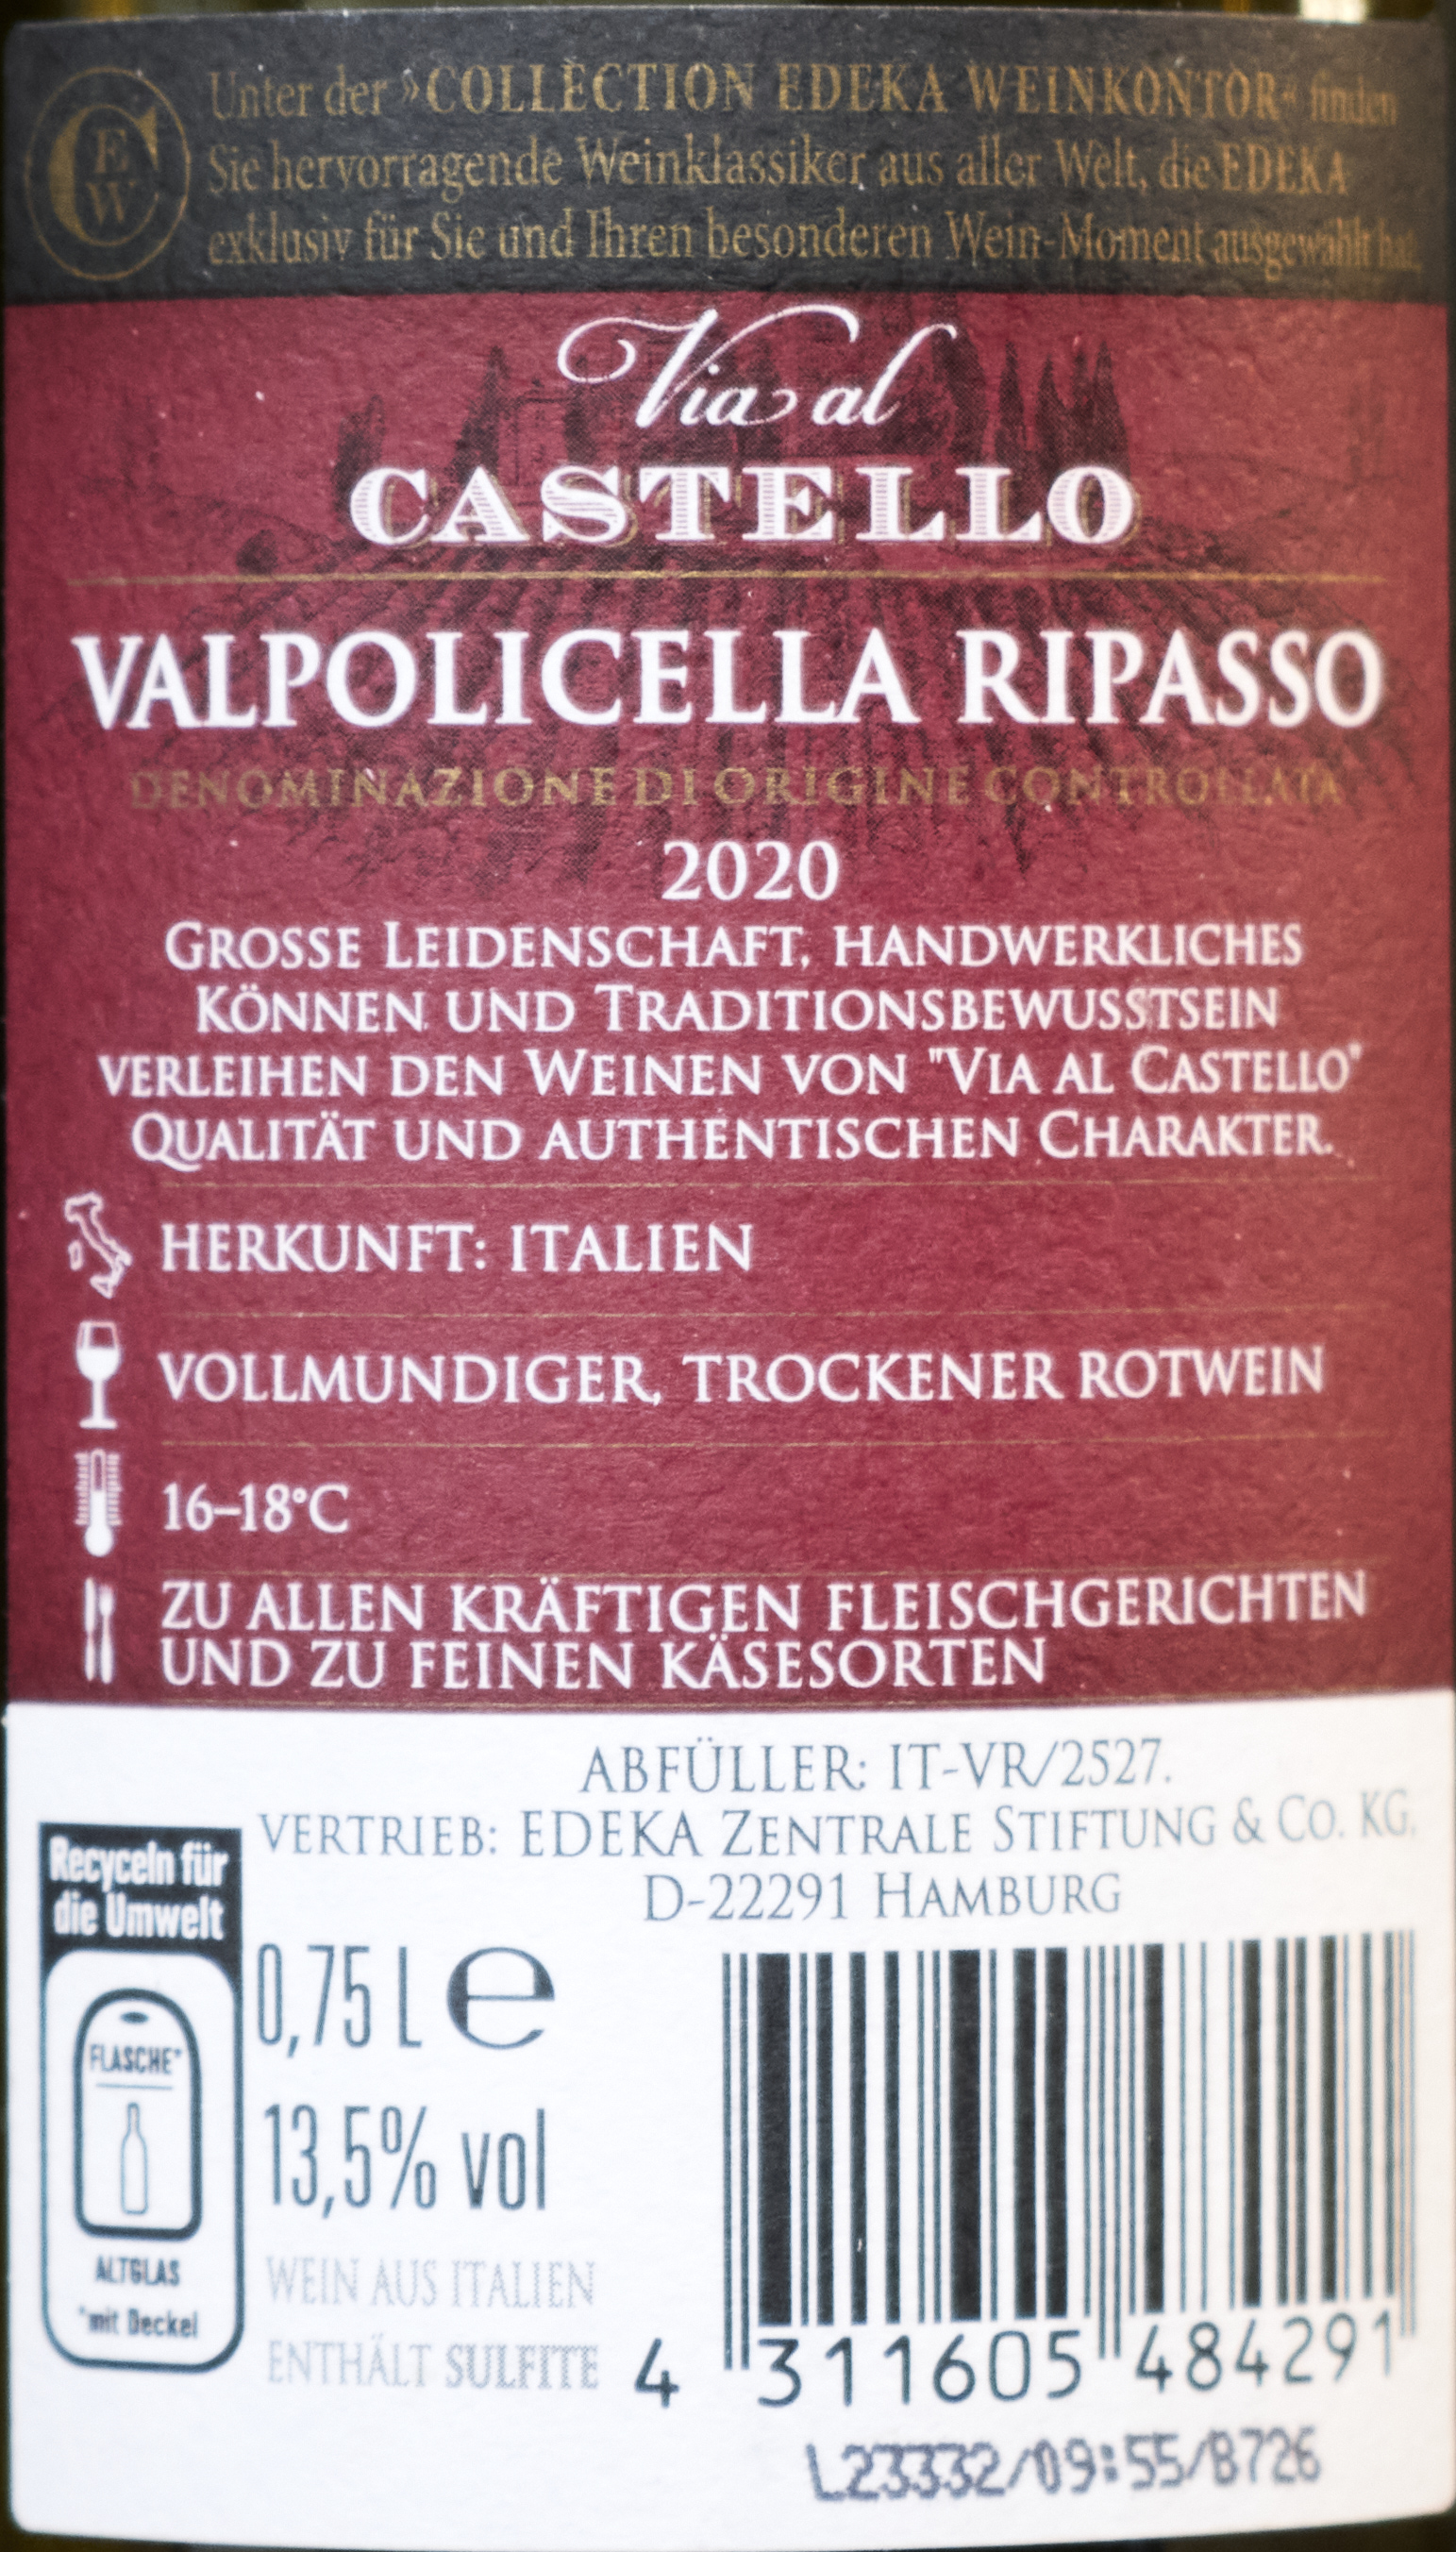 C
E
W
Unter der »COLLECTION EDEKA WEINKONTOR« finden
Sie hervorragende Weinklassiker aus aller Welt, die EDEKA
exklusiv für Sie und Ihren besonderen Wein-Moment ausgewählt hat.
Via al
CASTELLO
VALPOLICELLA RIPASSO
DENOMINAZIONE DI ORIGINE CONTROLLATA
2020
GROSSE LEIDENSCHAFT, HANDWERKLICHES
KÖNNEN UND TRADITIONSBEWUSSTSEIN
VERLEIHEN DEN WEINEN VON "VIA AL CASTELLO"
QUALITÄT UND AUTHENTISCHEN CHARAKTER.
HERKUNFT: ITALIEN
VOLLMUNDIGER, TROCKENER ROTWEIN
16–18°C
ZU ALLEN KRÄFTIGEN FLEISCHGERICHTEN
UND ZU FEINEN KÄSESORTEN
ABFÜLLER: IT-VR/2527.
VERTRIEB: EDEKA ZENTRALE STIFTUNG & CO. KG,
D-22291 HAMBURG
Recyceln für
die Umwelt
FLASCHE*
ALTGLAS
*mit Deckel
0,75 L e
13,5% vol
WEIN AUS ITALIEN
ENTHÄLT SULFITE
4 311605 484291
L23332/09:55/B726